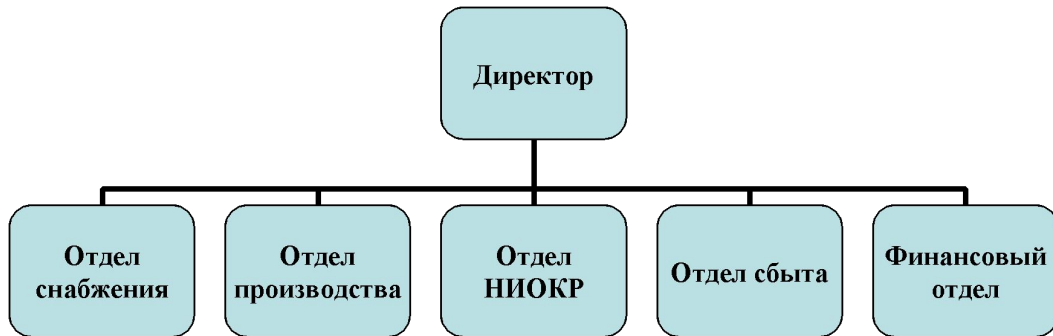 Директор
Отдел
снабжения
Отдел
производства
Отдел
НИОКР
Отдел сбыта
Финансовый
отдел